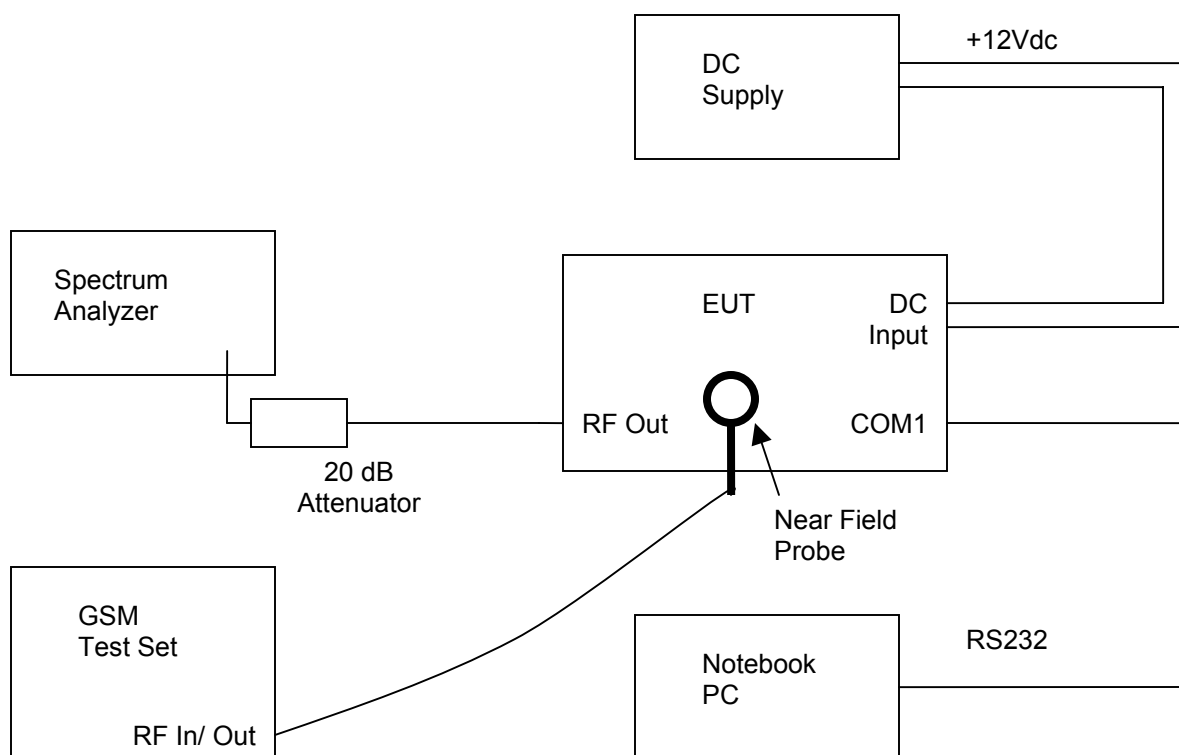 +12Vdc
DC
Supply
Spectrum
Analyzer
EUT
DC
Input
RF Out
COM1
20 dB
Attenuator
Near Field
Probe
GSM
Test Set
RF In/ Out
Notebook
PC
RS232